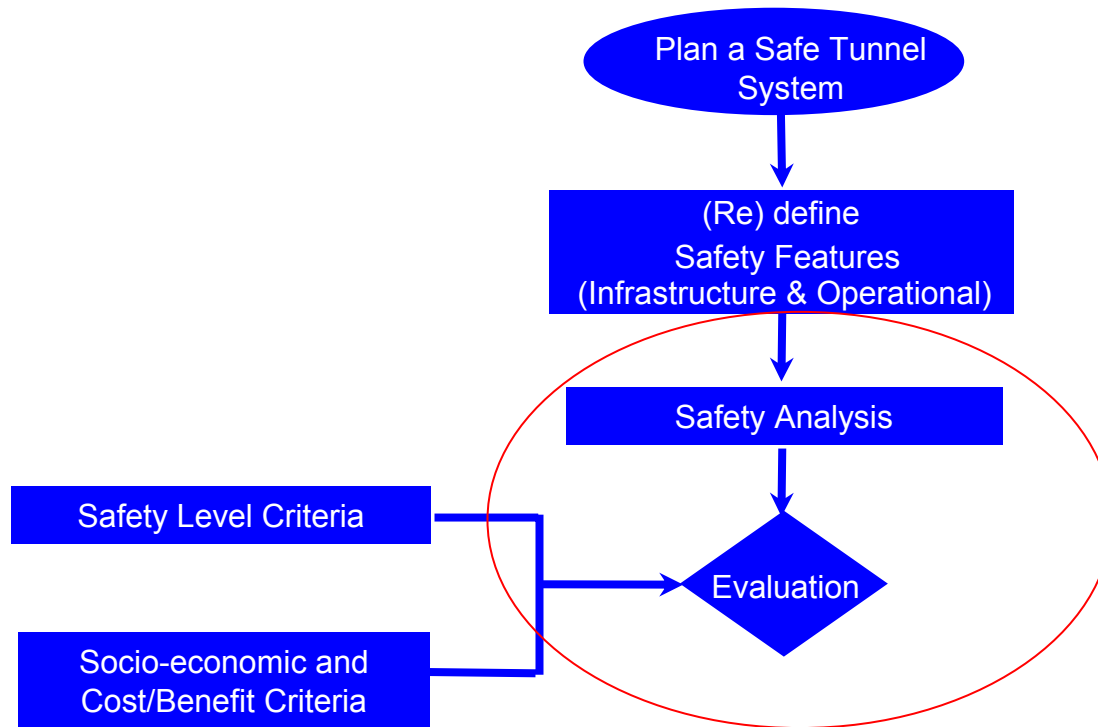 Plan a Safe Tunnel
System
(Re) define
Safety Features
(Infrastructure & Operational)
Safety Analysis
Safety Level Criteria
Evaluation
Socio-economic and
Cost/Benefit Criteria